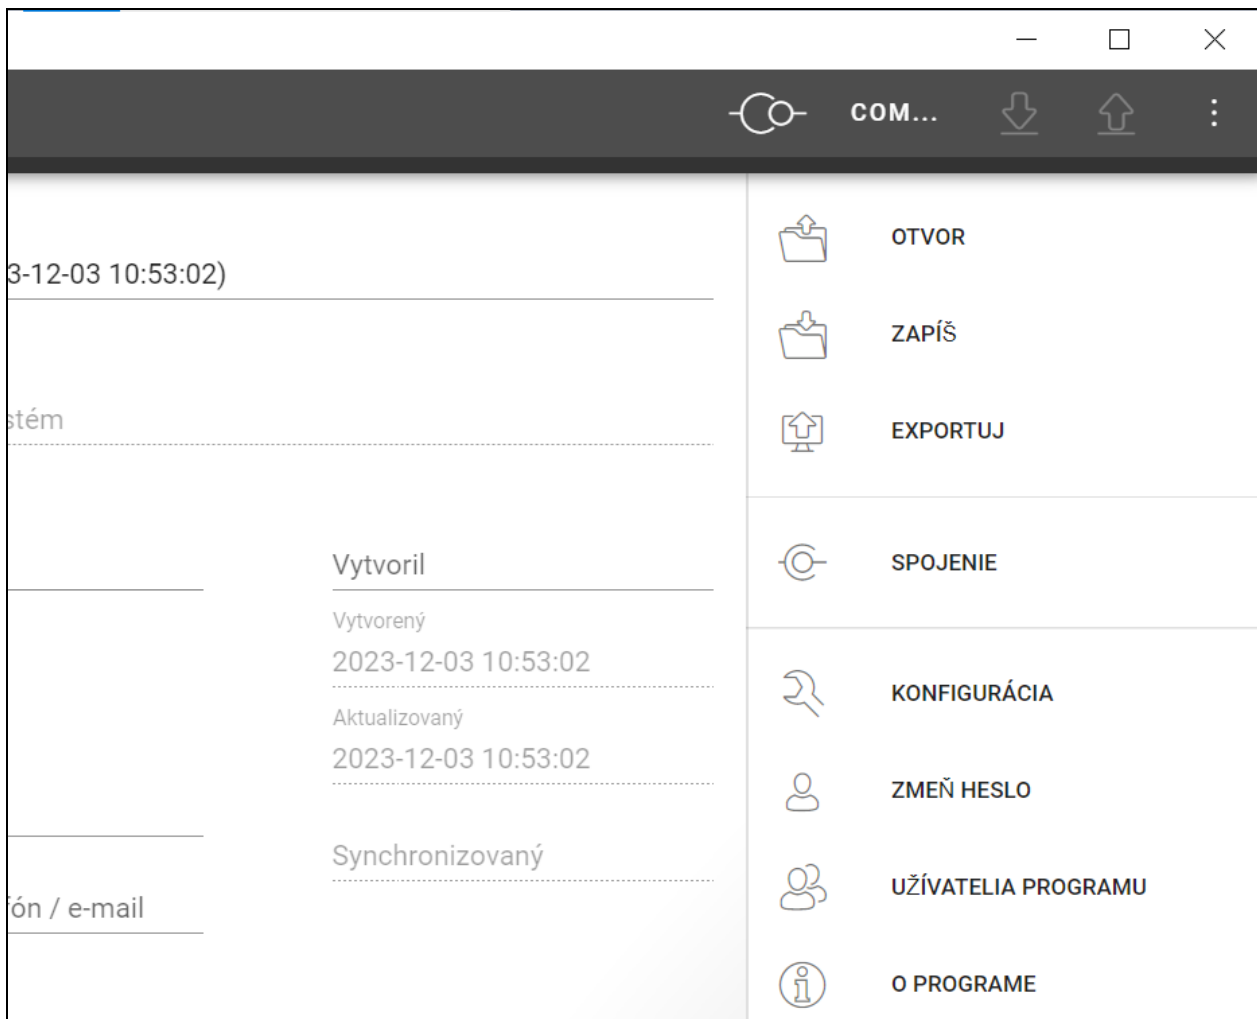 COM...
3-12-03 10:53:02)
stém
Vytvoril
Vytvorený
2023-12-03 10:53:02
Aktualizovaný
2023-12-03 10:53:02
Synchronizovaný
fón / e-mail
OTVOR
ZAPÍŠ
EXPORTUJ
SPOJENIE
KONFIGURÁCIA
ZMEŇ HESLO
UŽÍVATELIA PROGRAMU
O PROGRAME